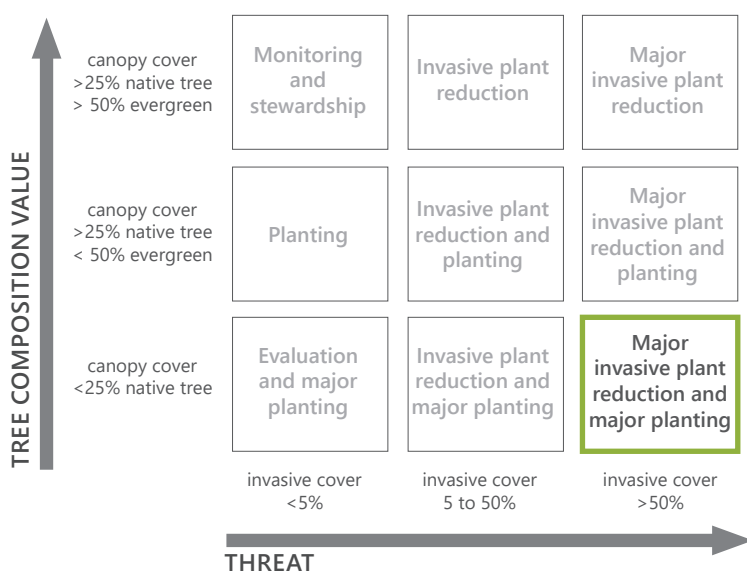 canopy cover
>25% native tree
> 50% evergreen
Monitoring
and
stewardship
Invasive plant
reduction
Major
invasive plant
reduction
canopy cover
>25% native tree
< 50% evergreen
Planting
Invasive plant
reduction and
planting
Major
invasive plant
reduction and
planting
canopy cover
<25% native tree
Evaluation
and major
planting
Invasive plant
reduction and
major planting
Major
invasive plant
reduction and
major planting
TREE COMPOSITION VALUE
invasive cover
<5%
invasive cover
5 to 50%
invasive cover
>50%
THREAT